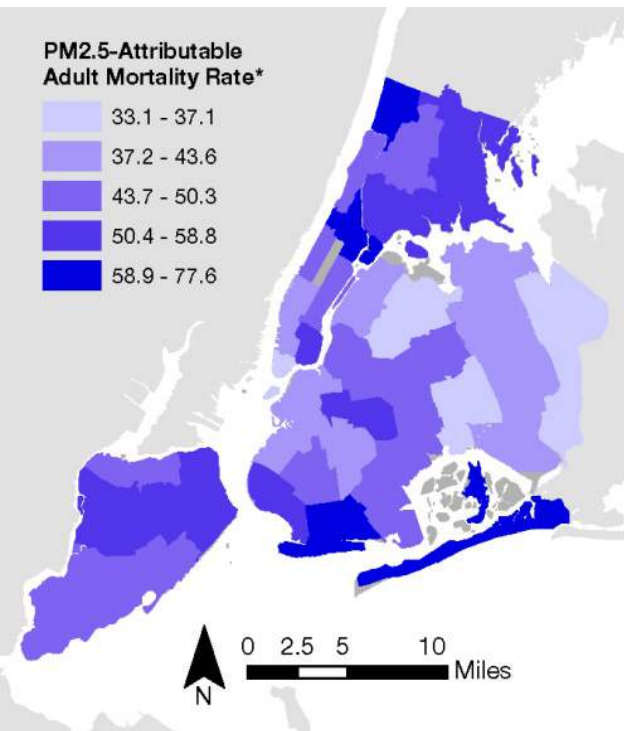 PM2.5-Attributable
Adult Mortality Rate*
33.1 - 37.1
37.2 - 43.6
43.7 - 50.3
50.4 - 58.8
58.9 - 77.6
0 2.5 5 10
Miles
N